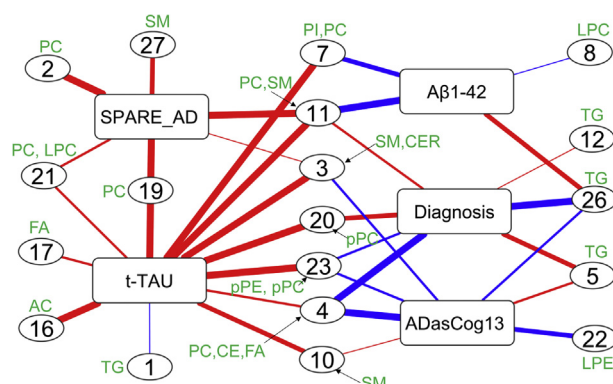 SM
27
PC
2
PI,PC
7
LPC
8
Aβ1-42
PC,SM
SPARE_AD
11
TG
12
PC, LPC
21
SM,CER
3
PC
19
TG
26
Diagnosis
20
pPC
FA
17
TG
5
t-TAU
23
pPE, pPC
AC
16
4
ADasCog13
22
LPE
PC,CE,FA
TG
1
10
SM